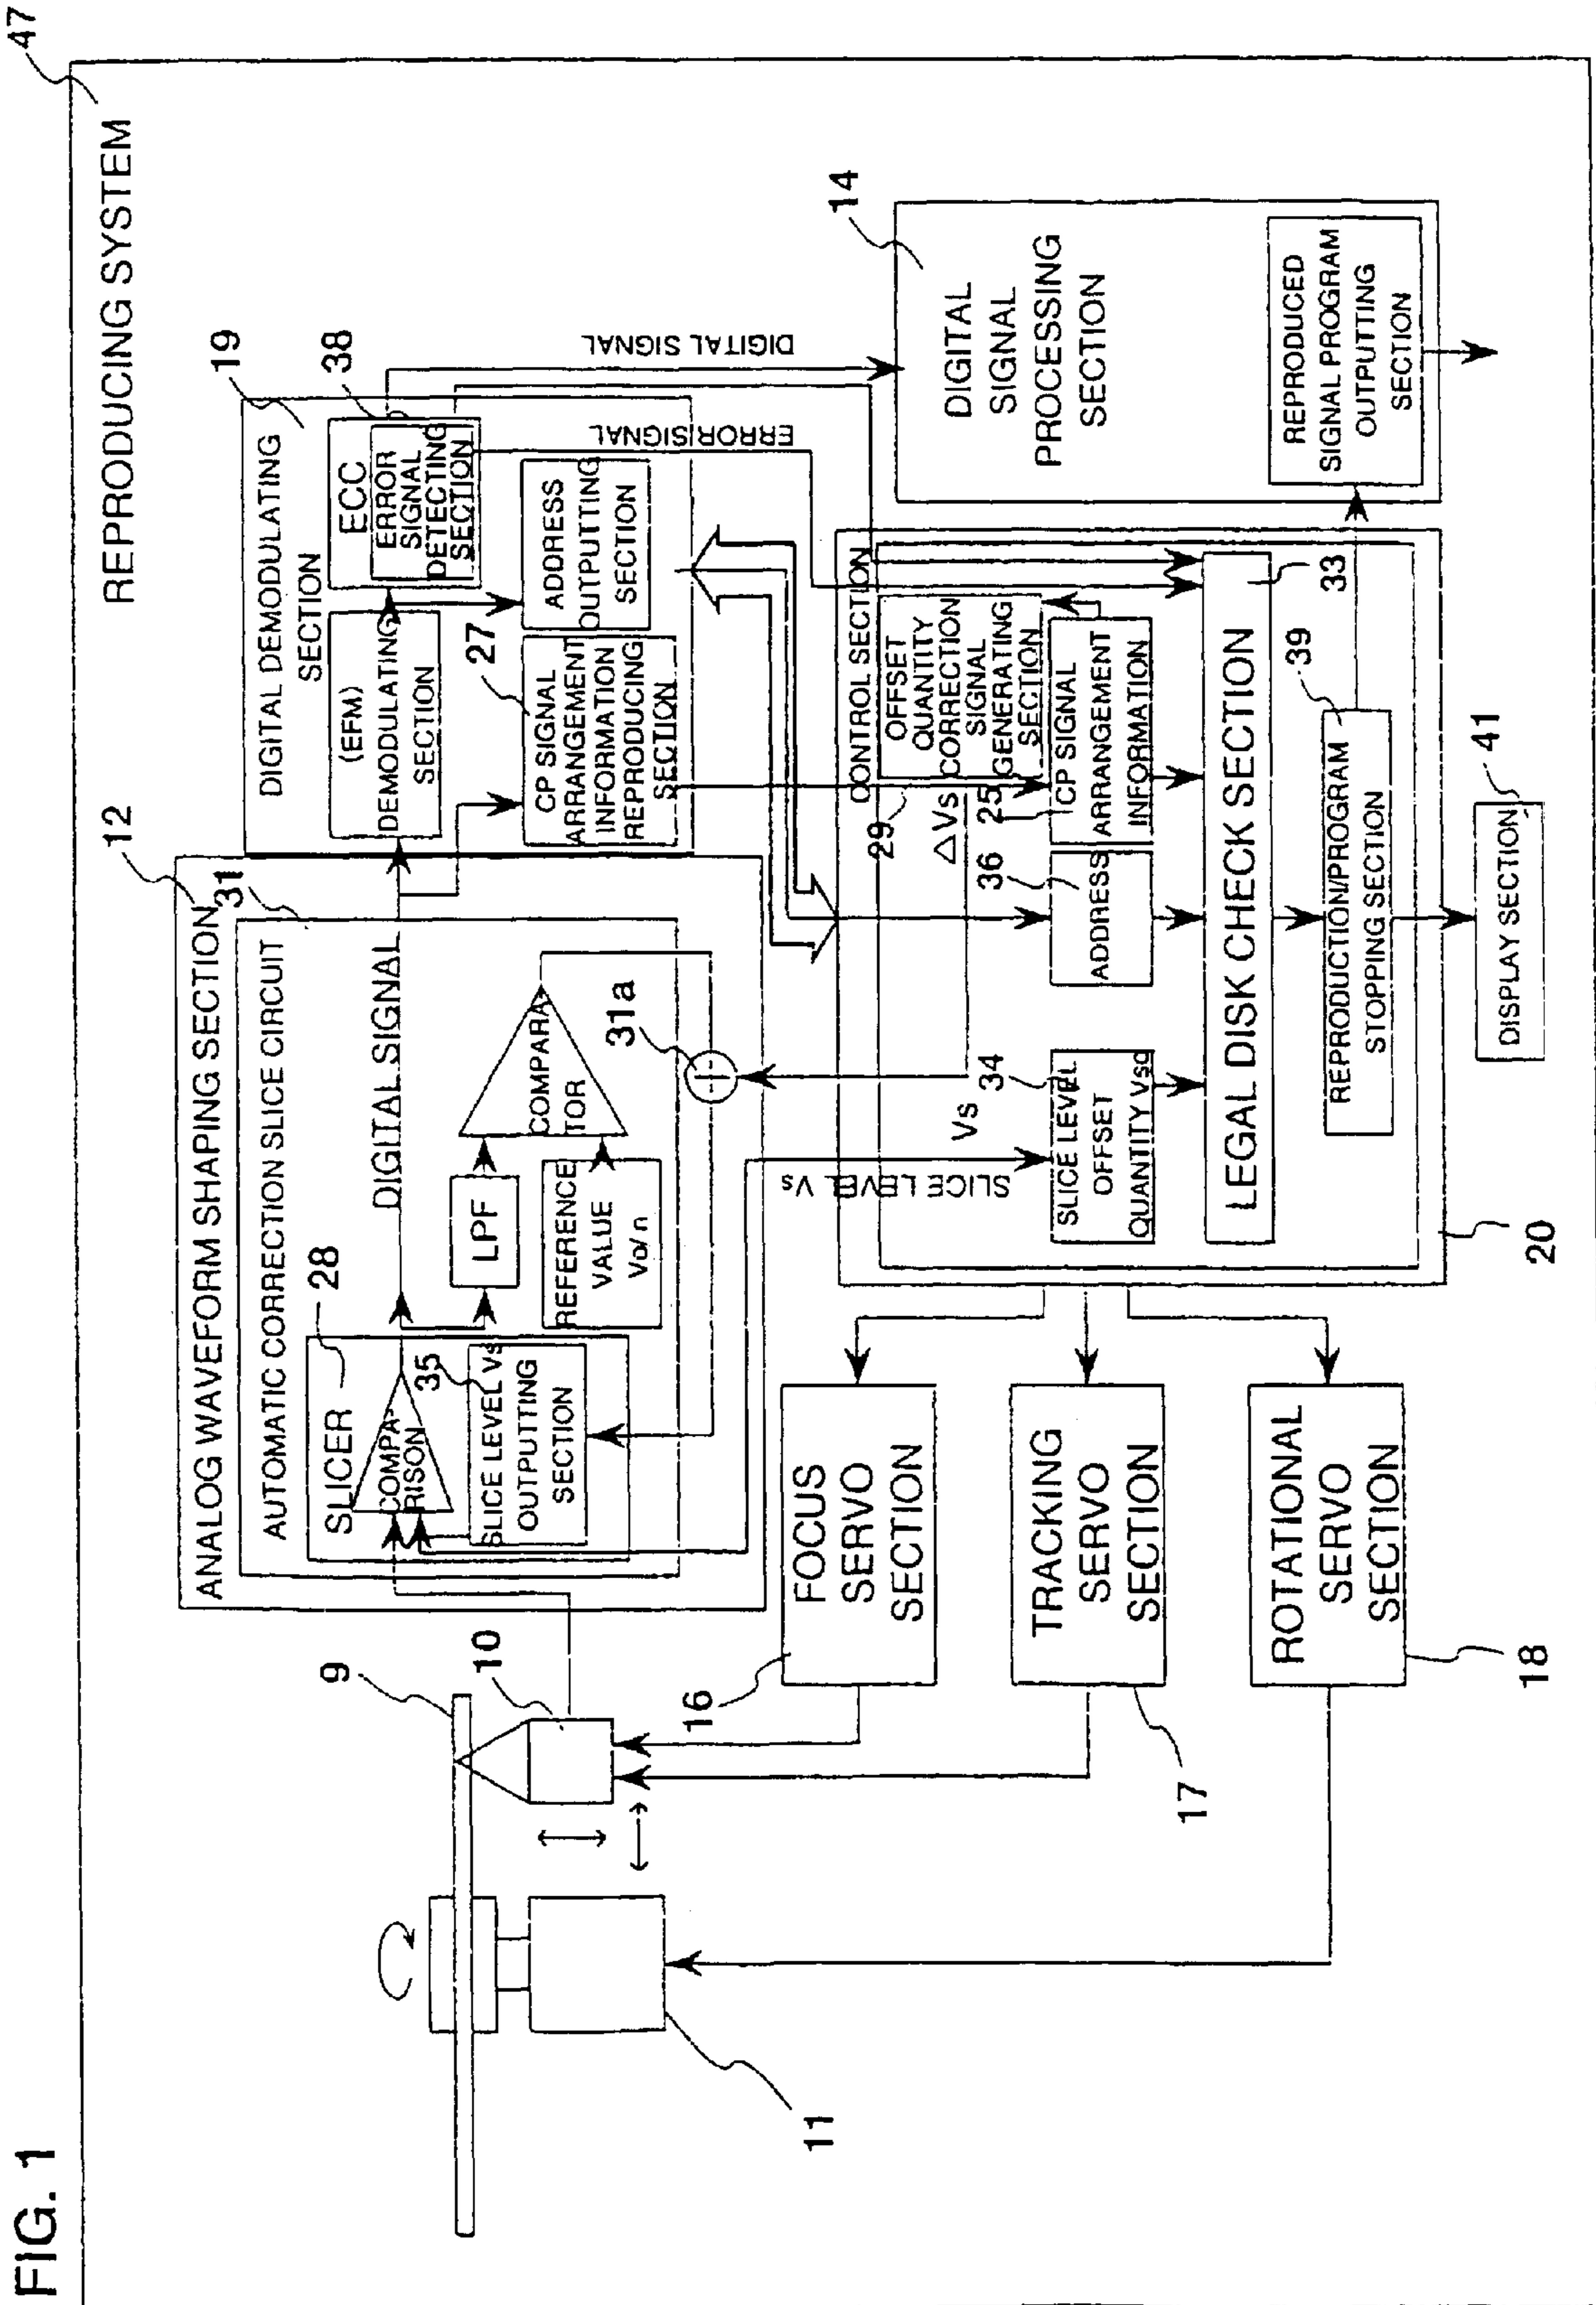 FIG. 1
47
REPRODUCING SYSTEM
9
10
11
12
ANALOG WAVEFORM SHAPING SECTION
31
AUTOMATIC CORRECTION SLICE CIRCUIT
SLICER
28
COMPA-
RISON
35
SLICE LEVEL Vs
OUTPUTTING
SECTION
DIGITAL SIGNAL
LPF
REFERENCE
VALUE
Vo/n
COMPARA
TOR
31a
19
DIGITAL DEMODULATING
SECTION
(EFM)
DEMODULATING
SECTION
38
ECC
ERROR
SIGNAL
DETECTING
SECTION
27
CP SIGNAL
ARRANGEMENT
INFORMATION
REPRODUCING
SECTION
ADDRESS
OUTPUTTING
SECTION
DIGITAL SIGNAL
ERROR SIGNAL
14
DIGITAL
SIGNAL
PROCESSING
SECTION
REPRODUCED
SIGNAL PROGRAM
OUTPUTTING
SECTION
16
FOCUS
SERVO
SECTION
TRACKING
SERVO
SECTION
17
ROTATIONAL
SERVO
SECTION
18
CONTROL SECTION
OFFSET
QUANTITY
CORRECTION
SIGNAL
GENERATING
SECTION
29
ΔVs
25
CP SIGNAL
ARRANGEMENT
INFORMATION
36
ADDRESS
SLICE LEVEL Vs
Vs
34
SLICE LEVEL
OFFSET
QUANTITY Vso
LEGAL DISK CHECK SECTION
33
REPRODUCTION/PROGRAM
STOPPING SECTION
39
20
DISPLAY SECTION
41